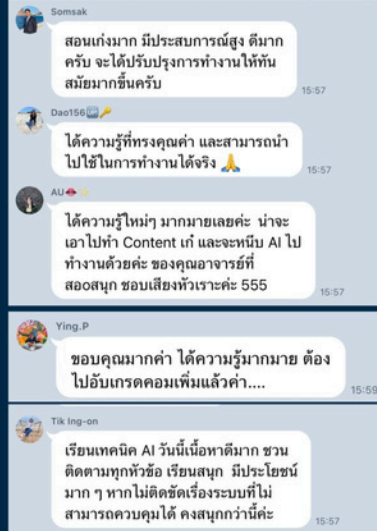 Somsak
สอนเก่งมาก มีประสบการณ์สูง ดีมาก
ครับ จะได้ปรับปรุงการทำงานให้ทัน
สมัยมากขึ้นครับ
15:57
Dao156
ได้ความรู้ที่ทรงคุณค่า และสามารถนำ
ไปใช้ในการทำงานได้จริง 🙏
15:57
AU
ได้ความรู้ใหม่ๆ มากมายเลยค่ะ น่าจะ
เอาไปทำ Content เก๋ และจะหนีบ AI ไป
ทำงานด้วยค่ะ ของคุณอาจารย์ที่
สอoสนุก ชอบเสียงหัวเราะค่ะ 555
15:57
Ying.P
ขอบคุณมากค่า ได้ความรู้มากมาย ต้อง
ไปอับเกรดคอมเพิ่มแล้วค่า....
15:59
Tik Ing-on
เรียนเทคนิค AI วันนี้เนื้อหาดีมาก ชวน
ติดตามทุกหัวข้อ เรียนสนุก มีประโยชน์
มาก ๆ หากไม่ติดขัดเรื่องระบบที่ไม่
สามารถควบคุมได้ คงสนุกกว่านี้ค่ะ
15:57